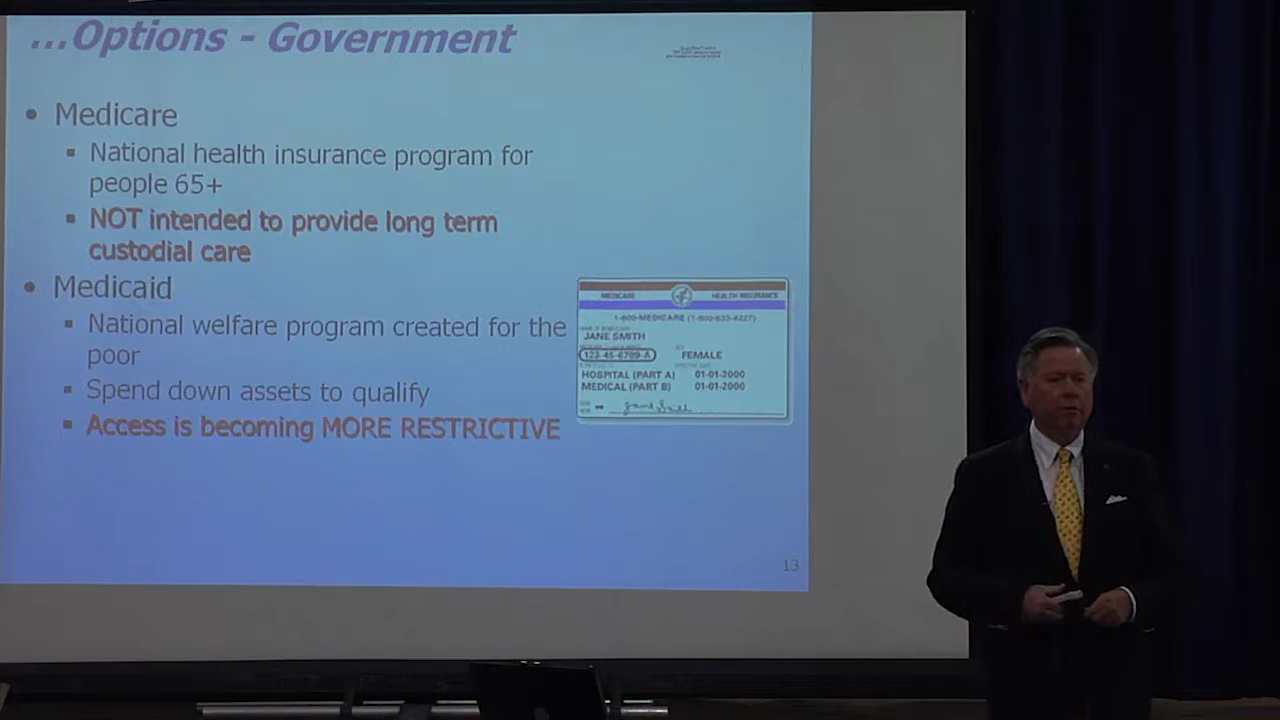 ...Options - Government
• Medicare
▪ National health insurance program for
people 65+
▪ NOT intended to provide long term
custodial care
• Medicaid
▪ National welfare program created for the
poor
▪ Spend down assets to qualify
▪ Access is becoming MORE RESTRICTIVE
MEDICARE HEALTH INSURANCE
1-800-MEDICARE (1-800-633-4227)
JANE SMITH
123-45-6789-A FEMALE
HOSPITAL (PART A) 01-01-2000
MEDICAL (PART B) 01-01-2000
13